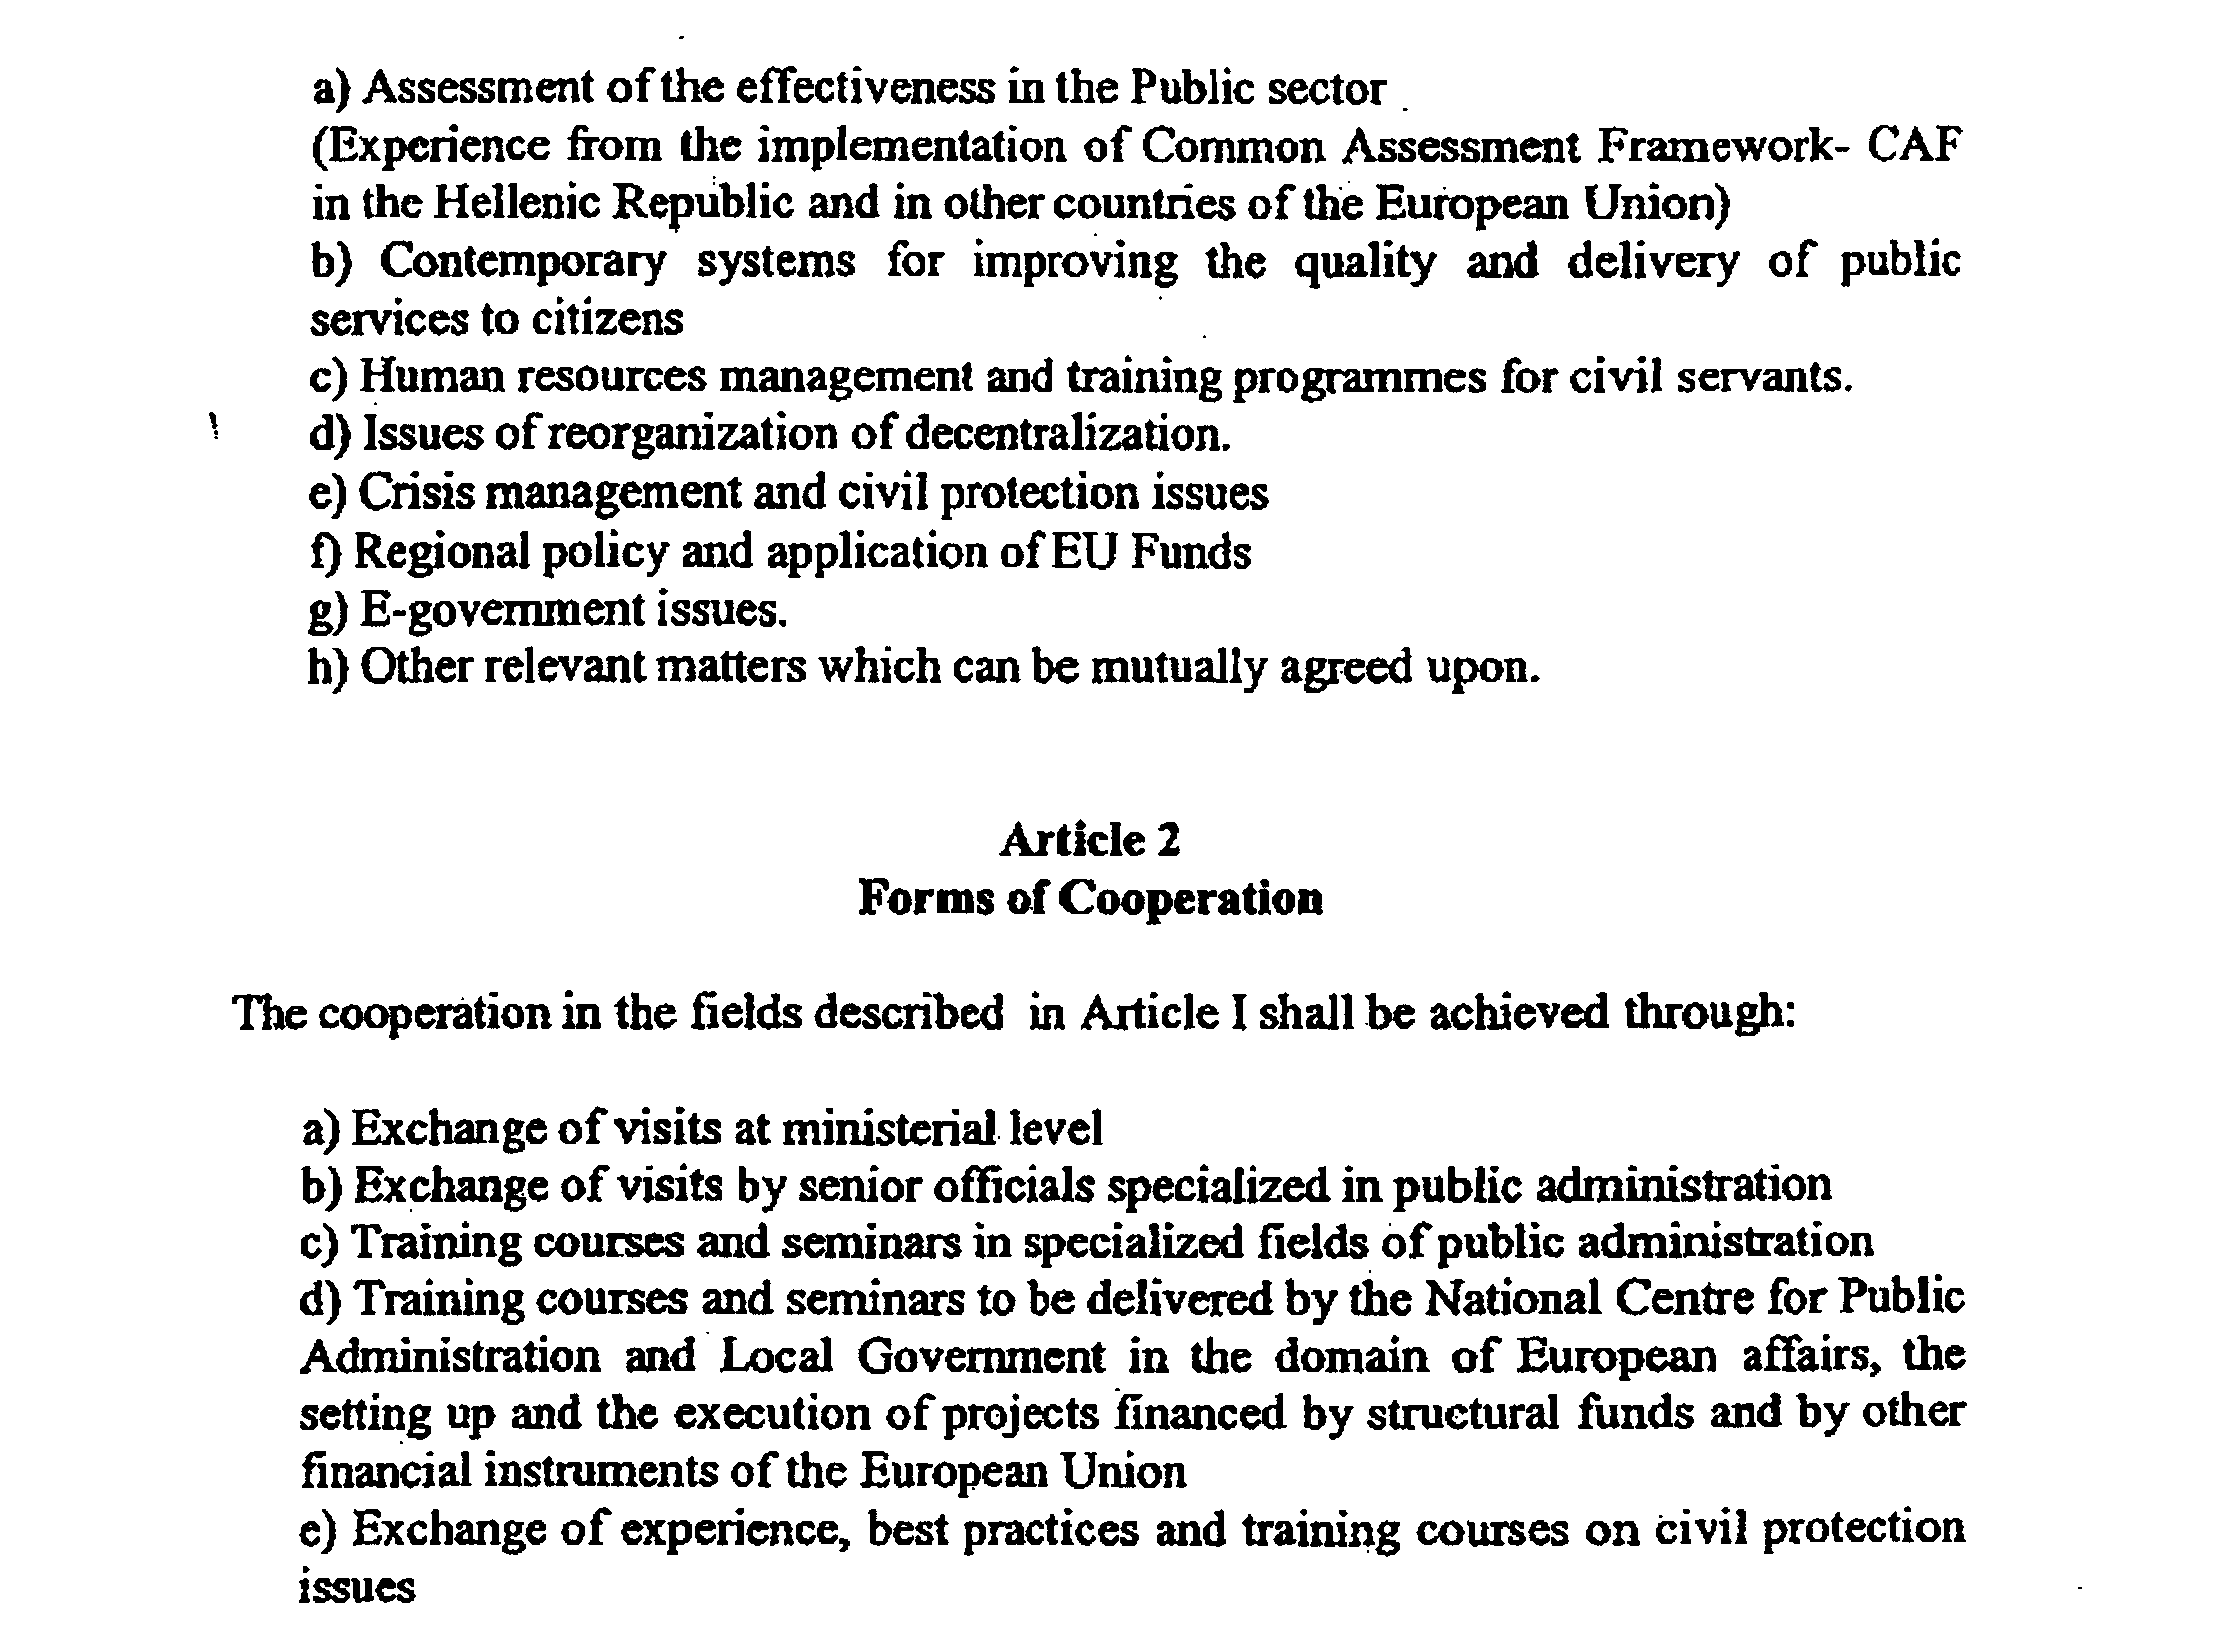 a) Assessment of the effectiveness in the Public sector
(Experience from the implementation of Common Assessment Framework- CAF
in the Hellenic Republic and in other countries of the European Union)
b) Contemporary systems for improving the quality and delivery of public
services to citizens
c) Human resources management and training programmes for civil servants.
d) Issues of reorganization of decentralization.
e) Crisis management and civil protection issues
f) Regional policy and application of EU Funds
g) E-government issues.
h) Other relevant matters which can be mutually agreed upon.
Article 2
Forms of Cooperation
The cooperation in the fields described in Article I shall be achieved through:
a) Exchange of visits at ministerial level
b) Exchange of visits by senior officials specialized in public administration
c) Training courses and seminars in specialized fields of public administration
d) Training courses and seminars to be delivered by the National Centre for Public
Administration and Local Government in the domain of European affairs, the
setting up and the execution of projects financed by structural funds and by other
financial instruments of the European Union
e) Exchange of experience, best practices and training courses on civil protection
issues